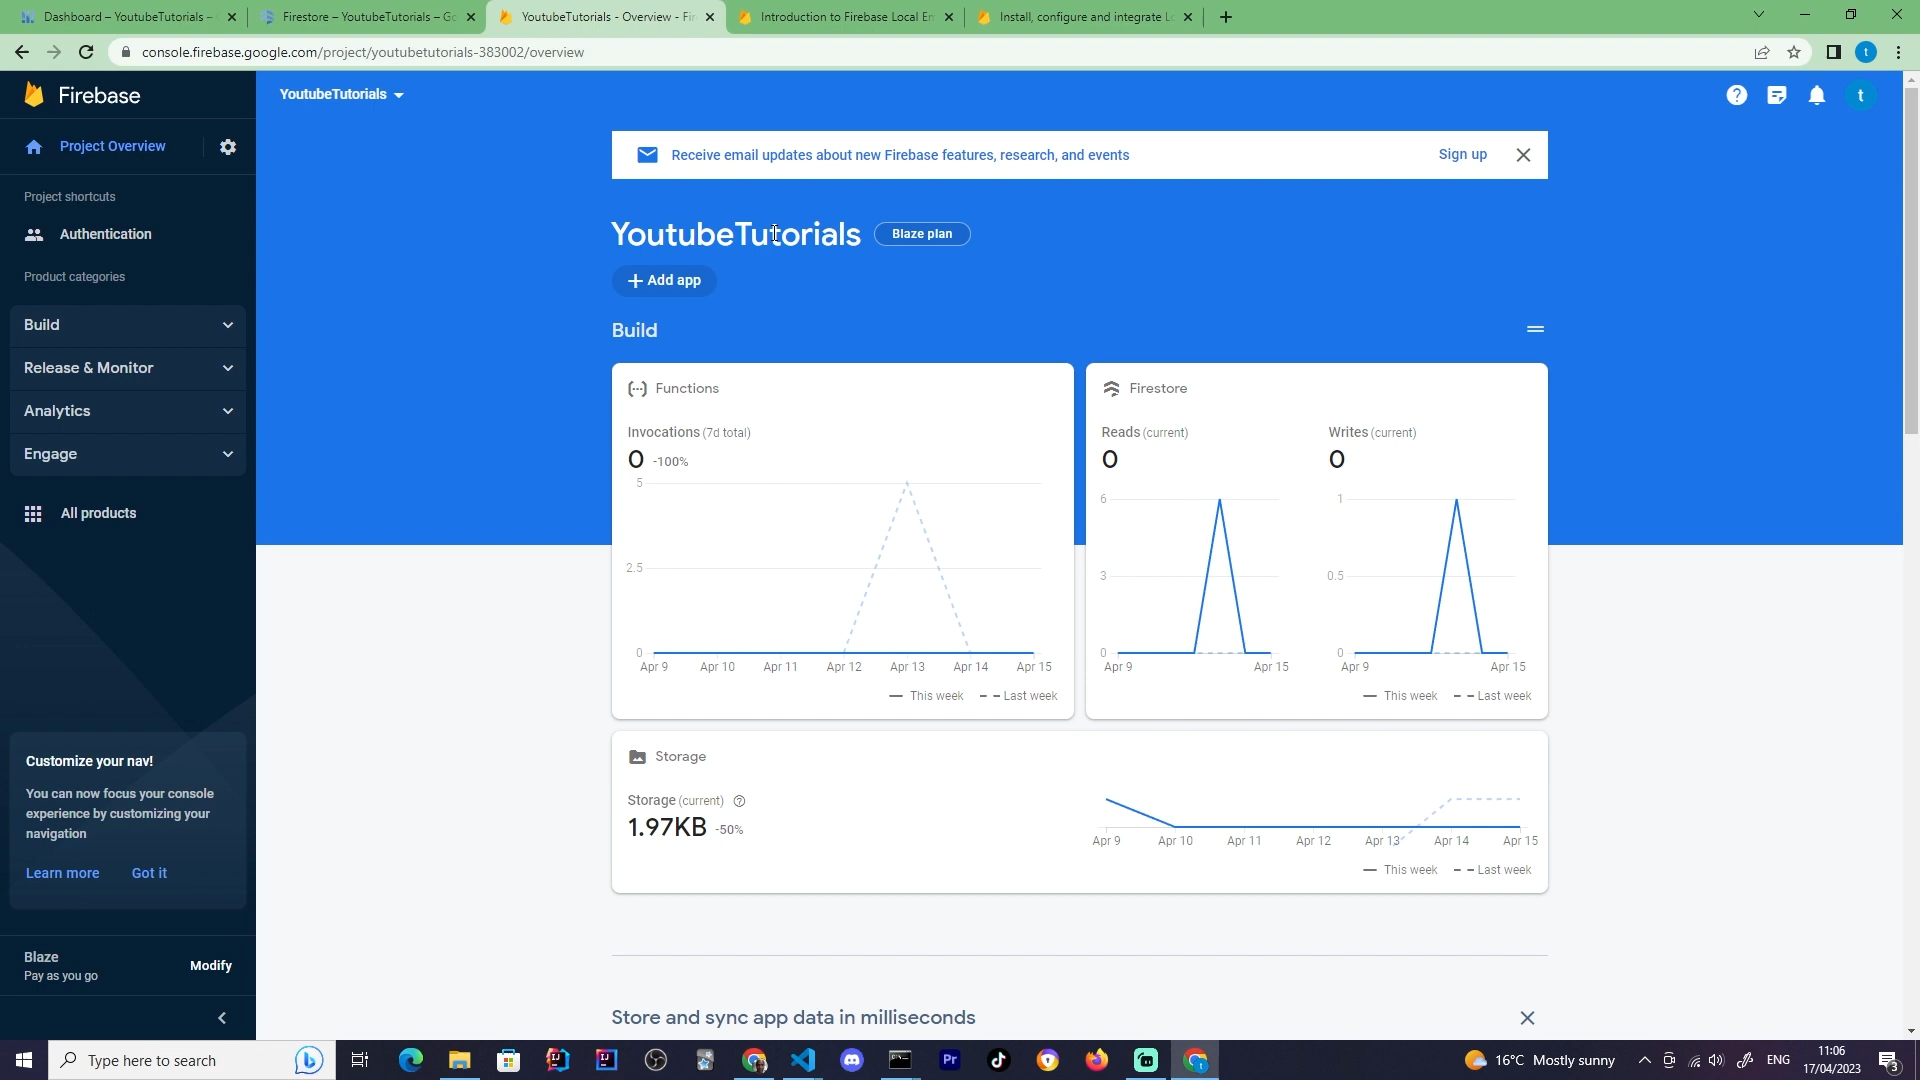 Dashboard – YoutubeTutorials –
Firestore – YoutubeTutorials – Go
YoutubeTutorials - Overview - Fir
Introduction to Firebase Local Em
Install, configure and integrate Lo
console.firebase.google.com/project/youtubetutorials-383002/overview
t
Firebase
YoutubeTutorials
t
Project Overview
Receive email updates about new Firebase features, research, and events
Sign up
Project shortcuts
Authentication
YoutubeTutorials
Blaze plan
Product categories
+ Add app
Build
Build
Release & Monitor
Functions
Firestore
Analytics
Invocations (7d total)
Reads (current)
Writes (current)
Engage
0 -100%
0
0
5
6
1
All products
2.5
3
0.5
0
0
0
Apr 9
Apr 10
Apr 11
Apr 12
Apr 13
Apr 14
Apr 15
Apr 9
Apr 15
Apr 9
Apr 15
This week
Last week
This week
Last week
This week
Last week
Customize your nav!
You can now focus your console
experience by customizing your
navigation
Learn more
Got it
Storage
Storage (current)
1.97KB -50%
Apr 9
Apr 10
Apr 11
Apr 12
Apr 13
Apr 14
Apr 15
This week
Last week
Blaze
Pay as you go
Modify
Store and sync app data in milliseconds
Type here to search
16°C Mostly sunny
ENG
11:06
17/04/2023
3